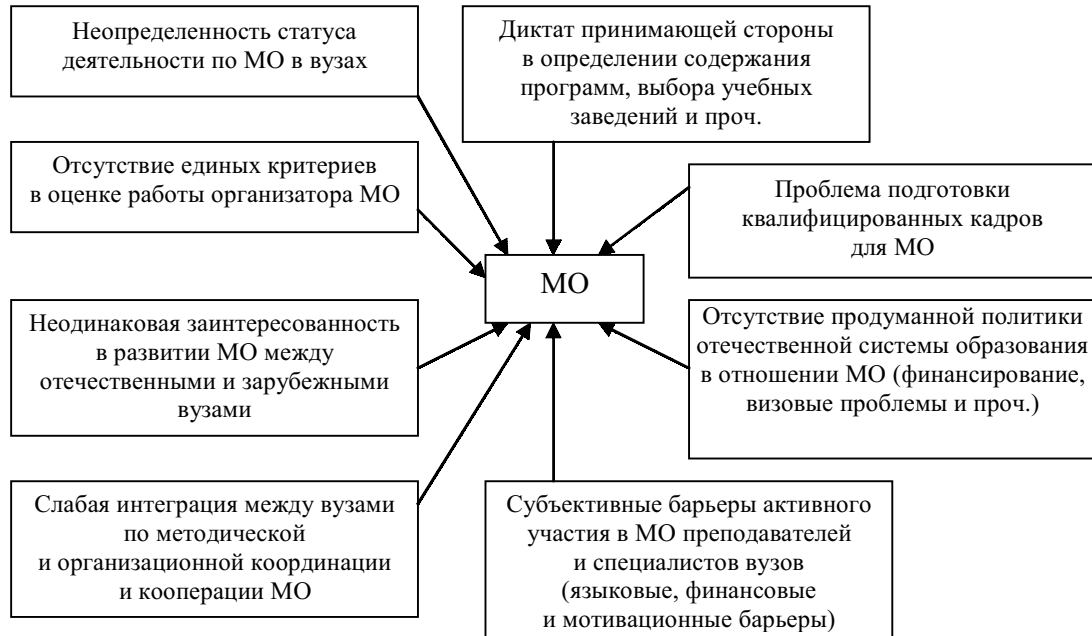 Неопределенность статуса
деятельности по МО в вузах
Диктат принимающей стороны
в определении содержания
программ, выбора учебных
заведений и проч.
Отсутствие единых критериев
в оценке работы организатора МО
Проблема подготовки
квалифицированных кадров
для МО
МО
Неодинаковая заинтересованность
в развитии МО между
отечественными и зарубежными
вузами
Отсутствие продуманной политики
отечественной системы образования
в отношении МО (финансирование,
визовые проблемы и проч.)
Слабая интеграция между вузами
по методической
и организационной координации
и кооперации МО
Субъективные барьеры активного
участия в МО преподавателей
и специалистов вузов
(языковые, финансовые
и мотивационные барьеры)